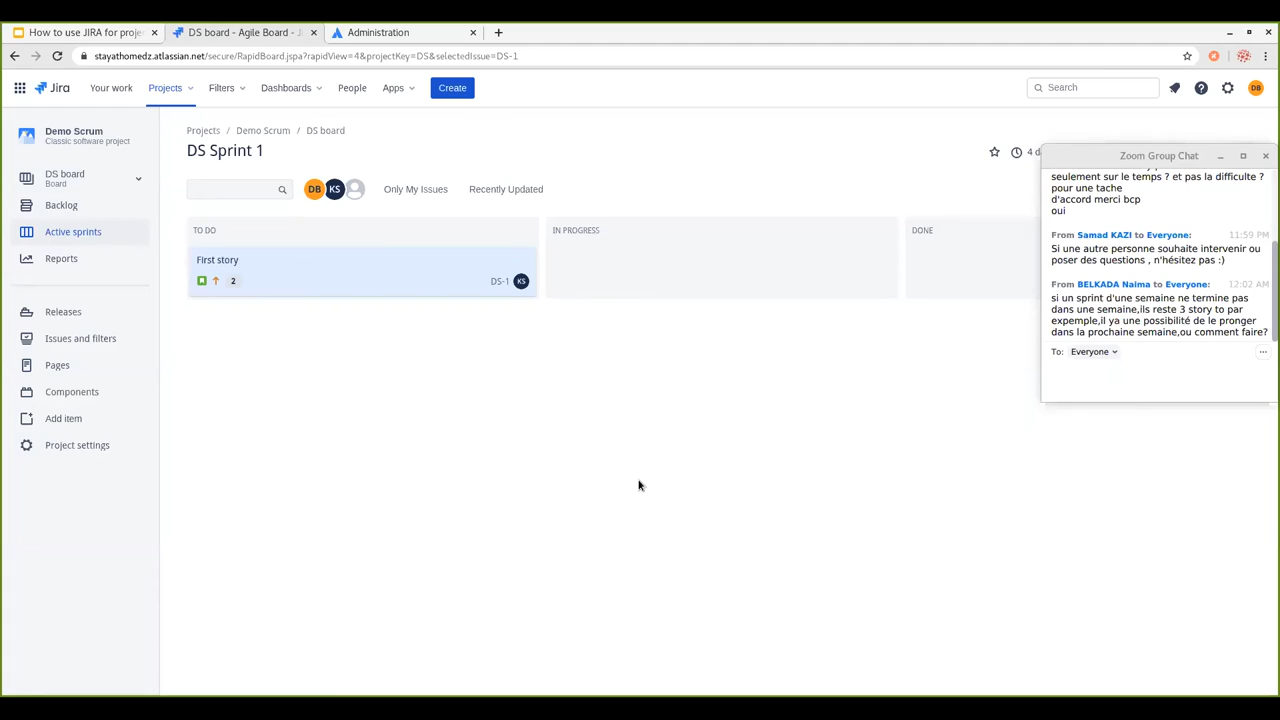 How to use JIRA for proje
DS board - Agile Board - Ji
Administration
stayathomedz.atlassian.net/secure/RapidBoard.jspa?rapidView=4&projectKey=DS&selectedIssue=DS-1
Jira
Your work
Projects
Filters
Dashboards
People
Apps
Create
Search
DB
Demo Scrum
Classic software project
DS board
Board
Backlog
Active sprints
Reports
Releases
Issues and filters
Pages
Components
Add item
Project settings
Projects / Demo Scrum / DS board
DS Sprint 1
4 d
DB
KS
Only My Issues
Recently Updated
TO DO
IN PROGRESS
DONE
First story
2
DS-1
KS
Zoom Group Chat
seulement sur le temps ? et pas la difficulte ?
pour une tache
d'accord merci bcp
oui
From Samad KAZI to Everyone: 11:59 PM
Si une autre personne souhaite intervenir ou
poser des questions , n'hésitez pas :)
From BELKADA Naima to Everyone: 12:02 AM
si un sprint d'une semaine ne termine pas
dans une semaine,ils reste 3 story to par
expemple,il ya une possibilité de le pronger
dans la prochaine semaine,ou comment faire?
To: Everyone